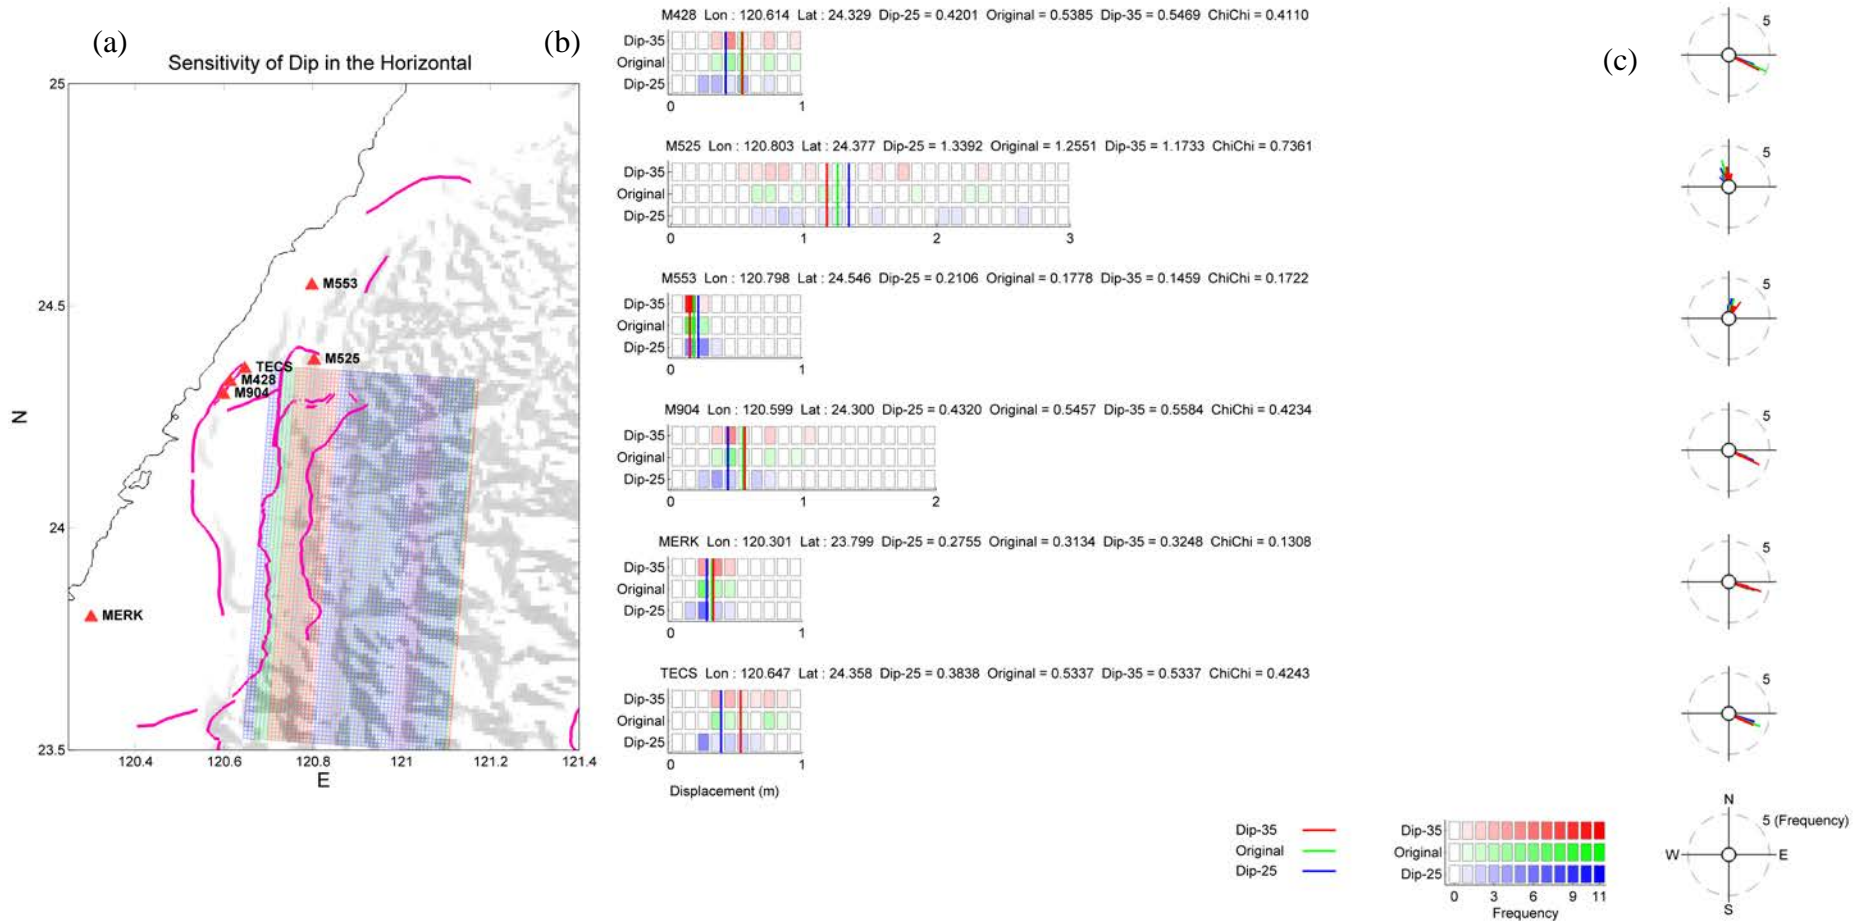 (a)
Sensitivity of Dip in the Horizontal
25
24.5
24
23.5
N
120.4 120.6 120.8 121 121.2 121.4
E
M553
M525
TECS
M428
M904
MERK
(b)
M428 Lon : 120.614 Lat : 24.329 Dip-25 = 0.4201 Original = 0.5385 Dip-35 = 0.5469 ChiChi = 0.4110
Dip-35
Original
Dip-25
0 1
M525 Lon : 120.803 Lat : 24.377 Dip-25 = 1.3392 Original = 1.2551 Dip-35 = 1.1733 ChiChi = 0.7361
Dip-35
Original
Dip-25
0 1 2 3
M553 Lon : 120.798 Lat : 24.546 Dip-25 = 0.2106 Original = 0.1778 Dip-35 = 0.1459 ChiChi = 0.1722
Dip-35
Original
Dip-25
0 1
M904 Lon : 120.599 Lat : 24.300 Dip-25 = 0.4320 Original = 0.5457 Dip-35 = 0.5584 ChiChi = 0.4234
Dip-35
Original
Dip-25
0 1 2
MERK Lon : 120.301 Lat : 23.799 Dip-25 = 0.2755 Original = 0.3134 Dip-35 = 0.3248 ChiChi = 0.1308
Dip-35
Original
Dip-25
0 1
TECS Lon : 120.647 Lat : 24.358 Dip-25 = 0.3838 Original = 0.5337 Dip-35 = 0.5337 ChiChi = 0.4243
Dip-35
Original
Dip-25
0 1
Displacement (m)
Dip-35
Original
Dip-25
Dip-35
Original
Dip-25
0 3 6 9 11
Frequency
(c)
5
5
5
5
5
5
N
5 (Frequency)
W E
S